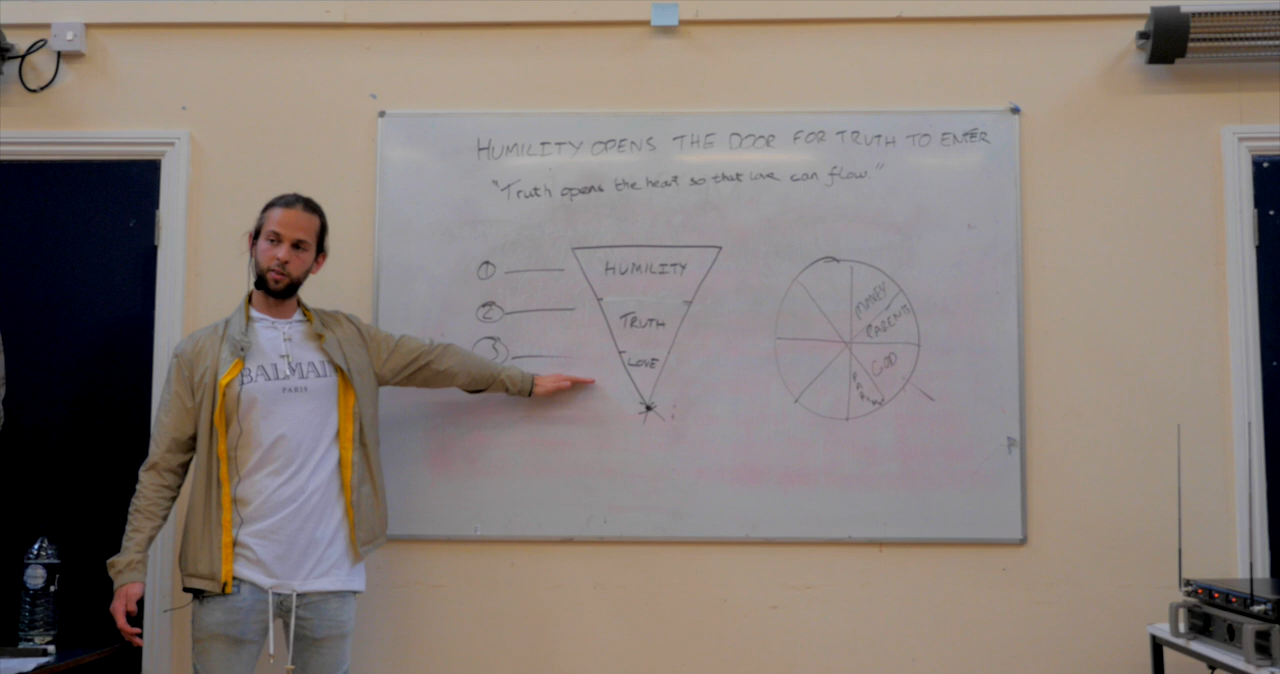 HUMILITY OPENS THE DOOR FOR TRUTH TO ENTER
"Truth opens the heart so that love can flow."
1
HUMILITY
2
TRUTH
3
LOVE
MONEY
PARENTS
GOD
BALMAIN
PARIS